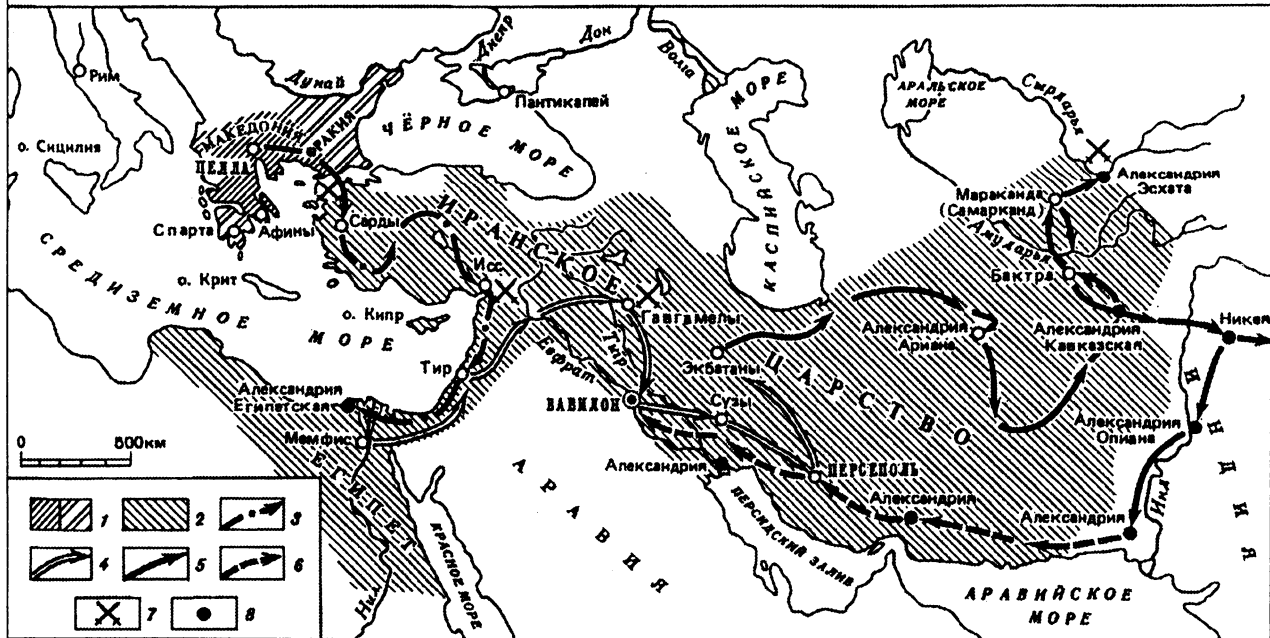 Рим
Дунай
Днепр
Дон
Волга
Пантикапей
ЧЁРНОЕ МОРЕ
КАСПИЙСКОЕ МОРЕ
АРАЛЬСКОЕ
МОРЕ
Сырдарья
о. Сицилия
МАКЕДОНИЯ
ФРАКИЯ
ПЕЛЛА
Спарта
Афины
Сарды
ИРАНСКОЕ
ЦАРСТВО
Александрия
Эсхата
Мараканда
(Самарканд)
Амударья
Бактра
СРЕДИЗЕМНОЕ
МОРЕ
о. Крит
о. Кипр
Исс
Гавгамелы
Тигр
Евфрат
Экбатаны
Александрия
Ариана
Александрия
Кавказская
Никея
Тир
Александрия
Египетская
Мемфис
ВАВИЛОН
Сузы
ПЕРСЕПОЛЬ
Александрия
Опиана
ИНДИЯ
0 500км
ЕГИПЕТ
АРАВИЯ
Александрия
Александрия
Александрия
Инд
ПЕРСИДСКИЙ ЗАЛИВ
КРАСНОЕ МОРЕ
Нил
АРАВИЙСКОЕ
МОРЕ
1
2
3
4
5
6
7
8